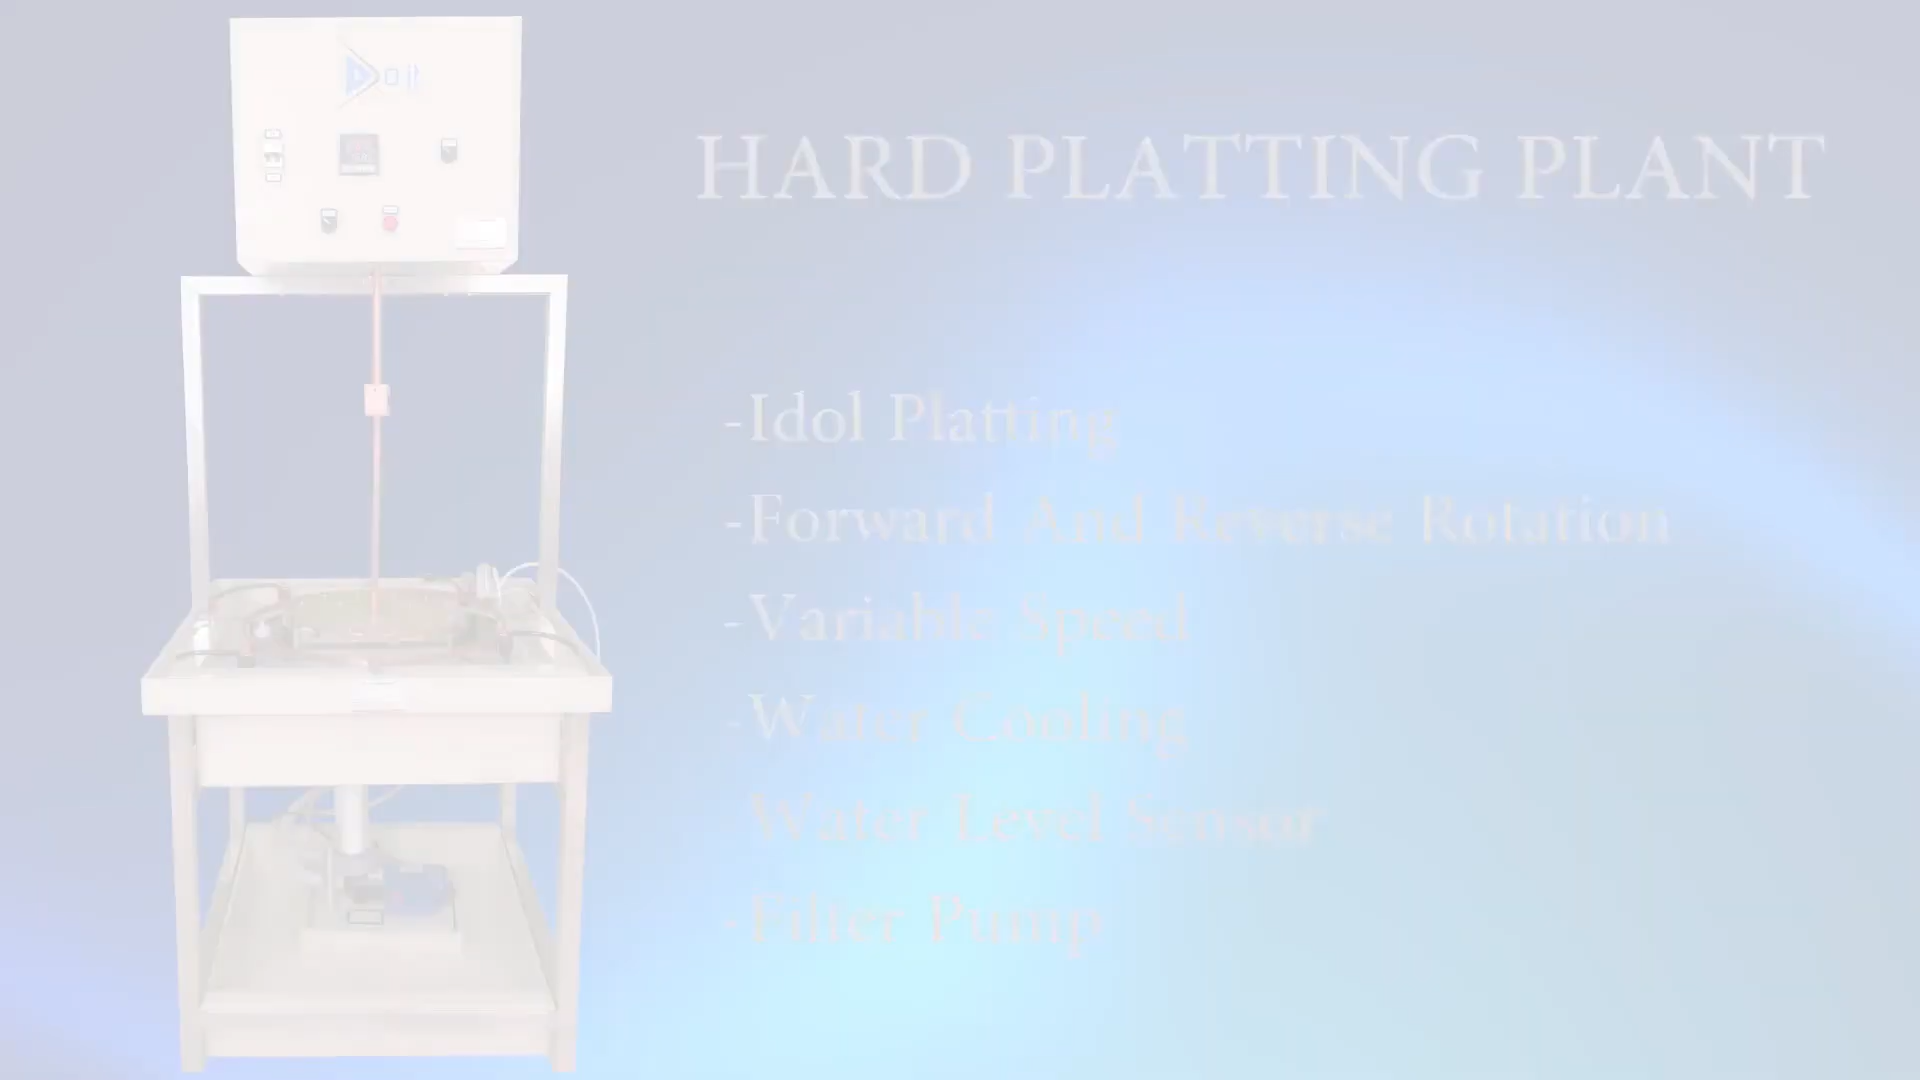 HARD PLATTING PLANT
-Idol Platting
-Forward And Reverse Rotation
-Variable Speed
-Water Cooling
Water Level Sensor
-Filter Pump